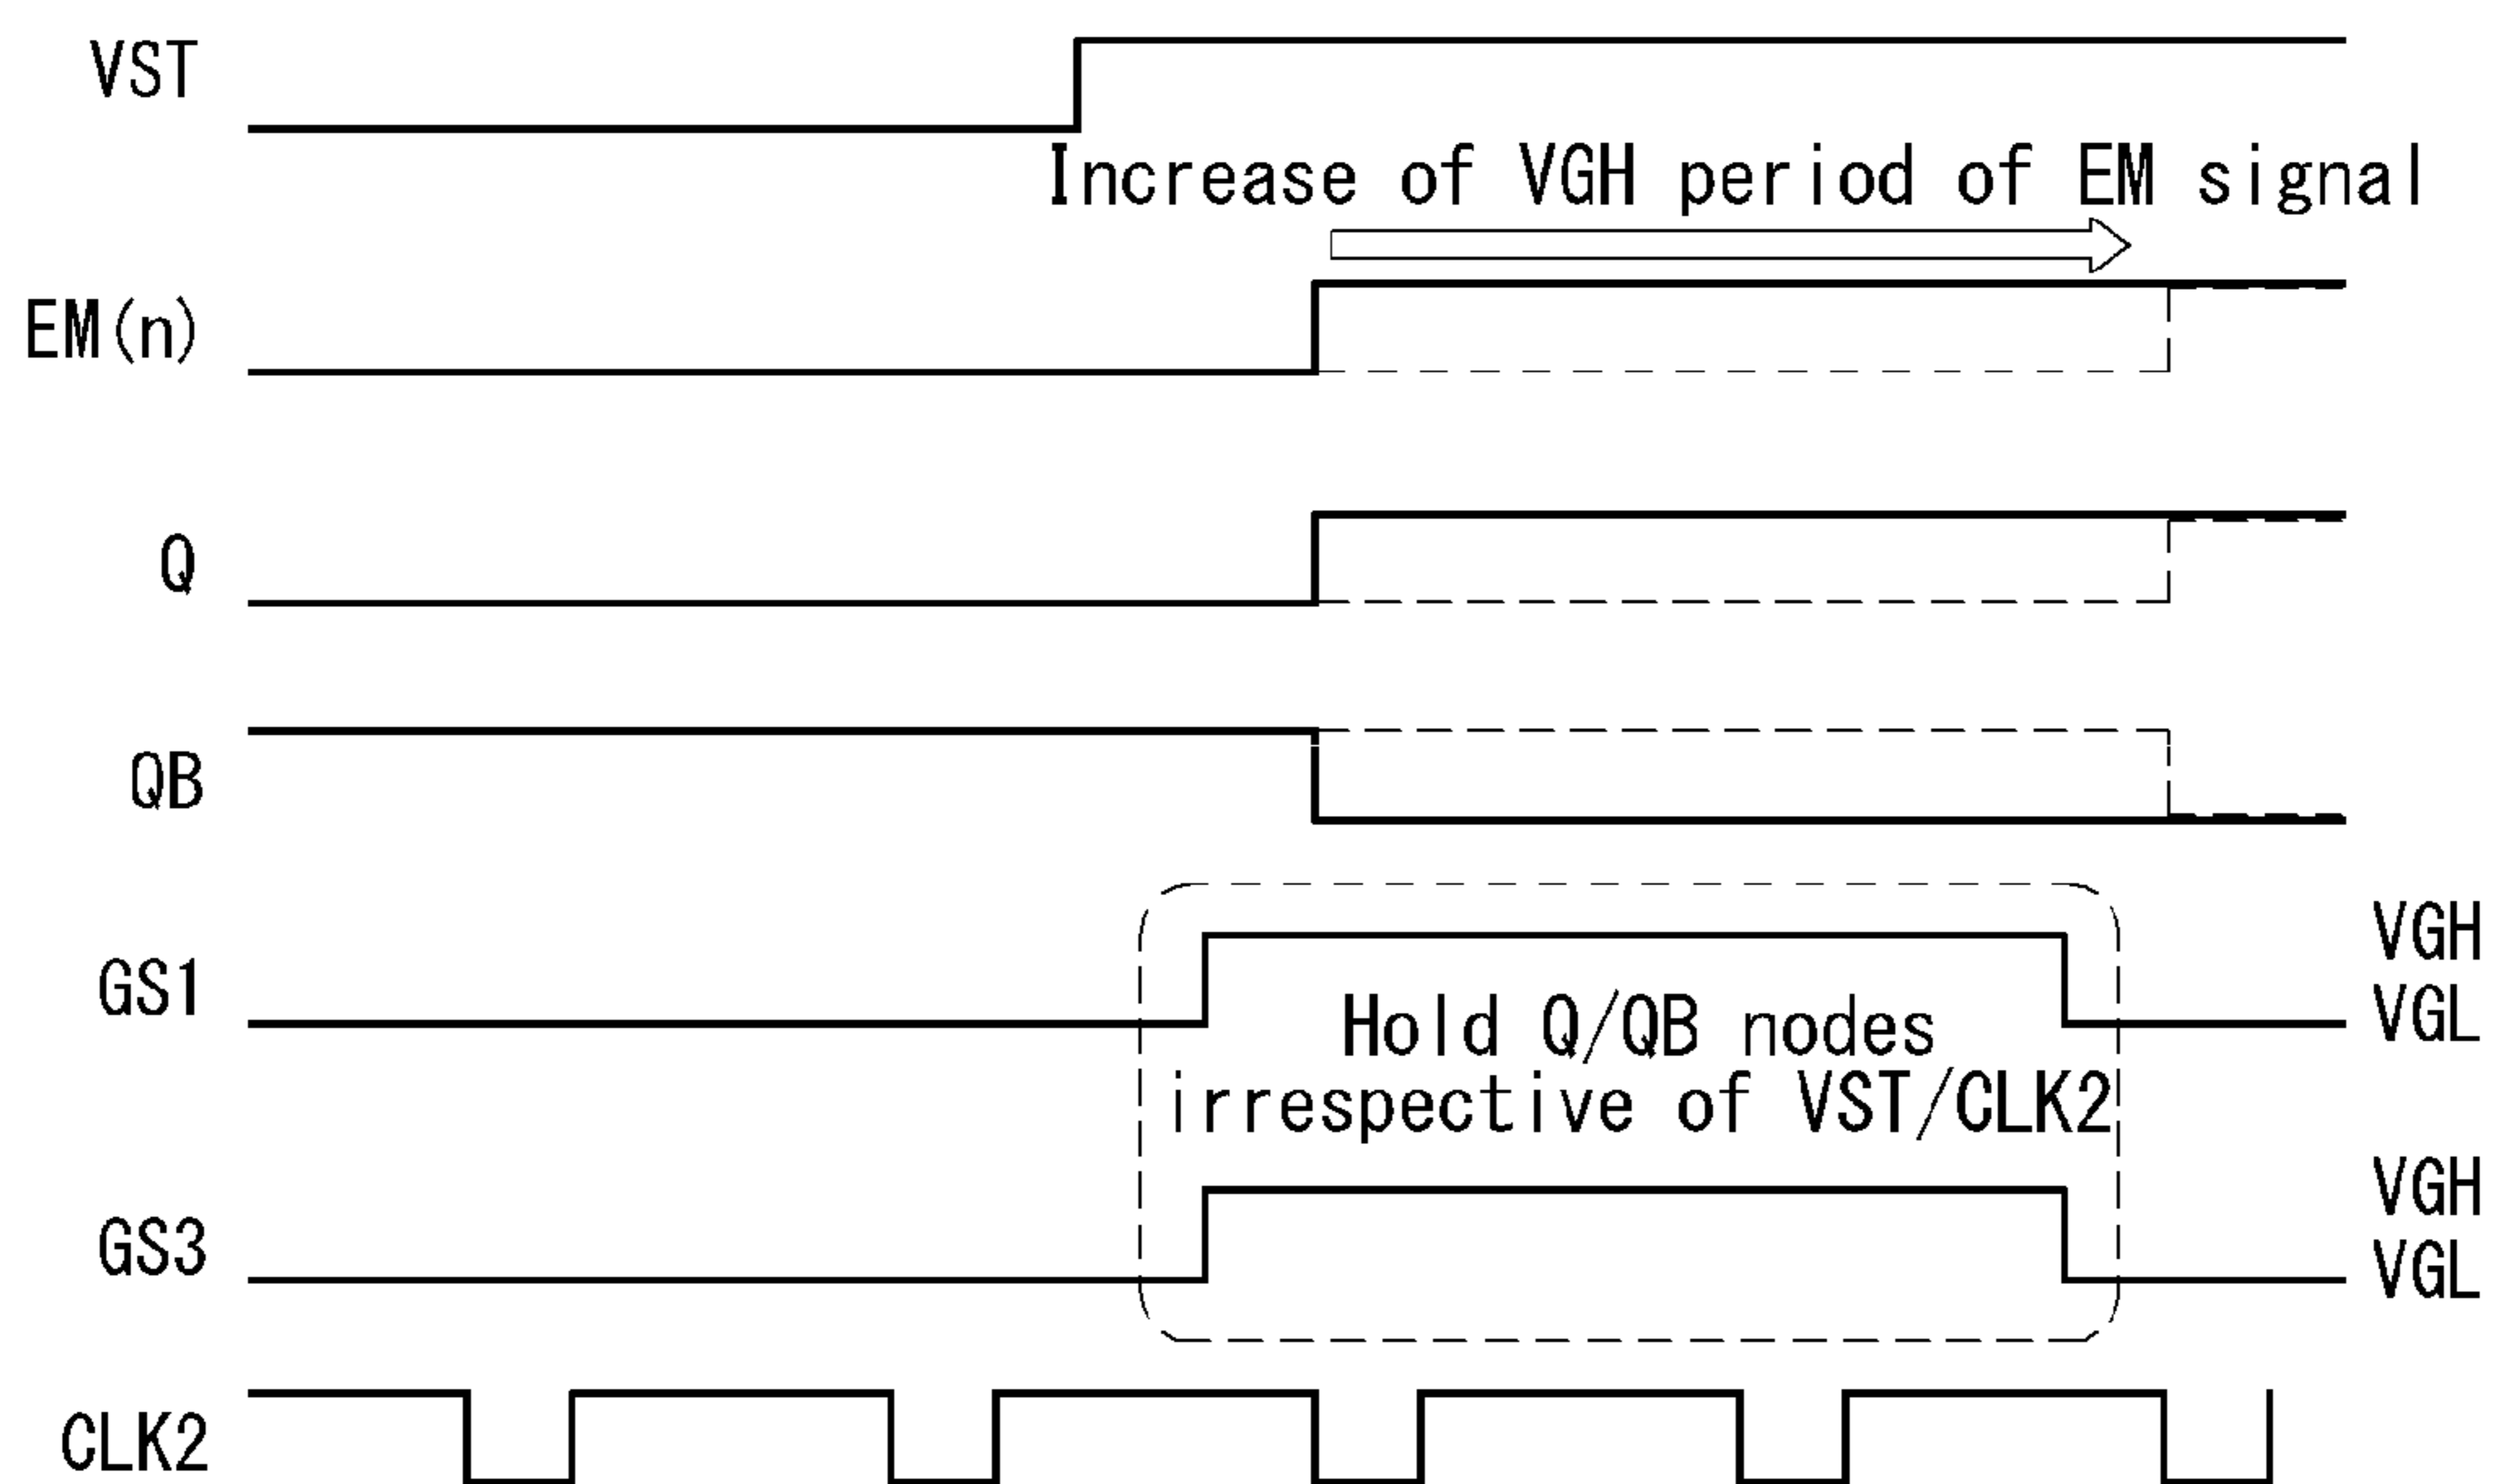 VST
Increase of VGH period of EM signal
EM(n)
Q
QB
VGH
GS1
VGL
Hold Q/QB nodes
irrespective of VST/CLK2
VGH
GS3
VGL
CLK2